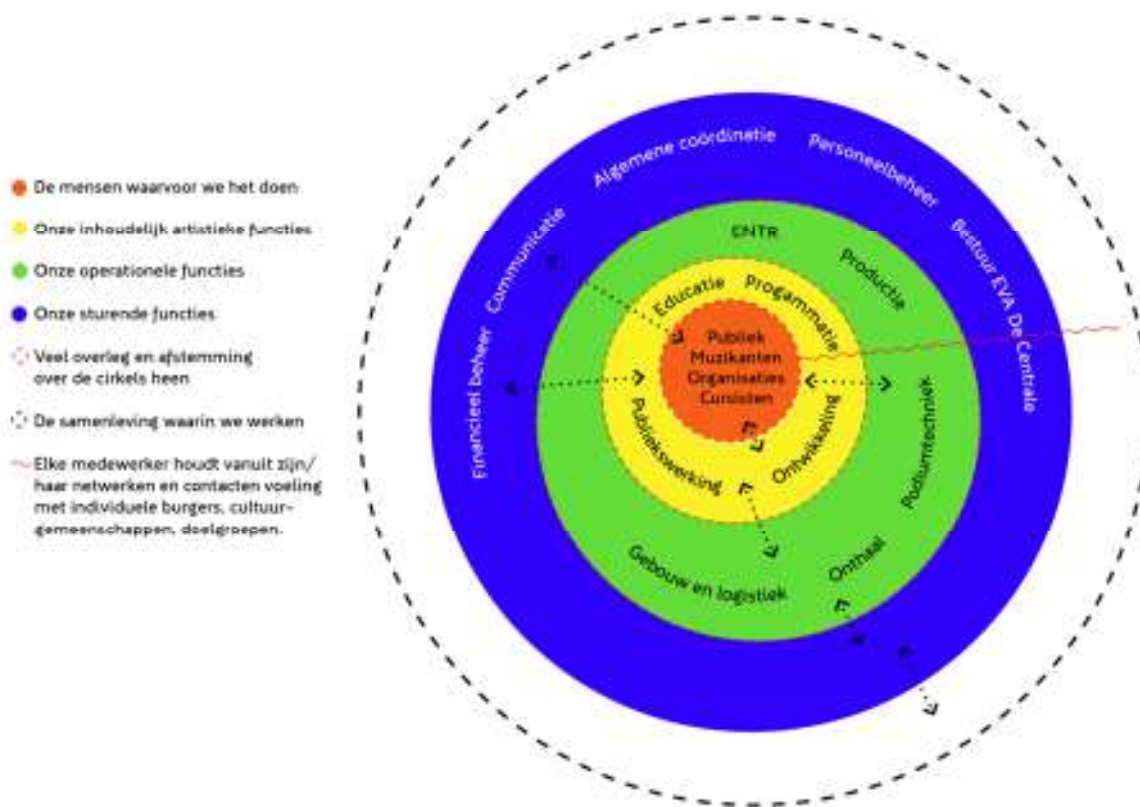 De mensen waarvoor we het doen
Onze inhoudelijk artistieke functies
Onze operationele functies
Onze sturende functies
Veel overleg en afstemming
over de cirkels heen
De samenleving waarin we werken
Elke medewerker houdt vanuit zijn/
haar netwerken en contacten voeling
met individuele burgers, cultuur-
gemeenschappen, doelgroepen.
Financieel beheer
Communicatie
Algemene coördinatie
Personeelbeheer
Bestuur EVA De Centrale
CNTR
Productie
Podiumtechniek
Onthaal
Gebouw en logistiek
Educatie
Progammatie
Ontwikkeling
Publiekswerking
Publiek
Muzikanten
Organisaties
Cursisten